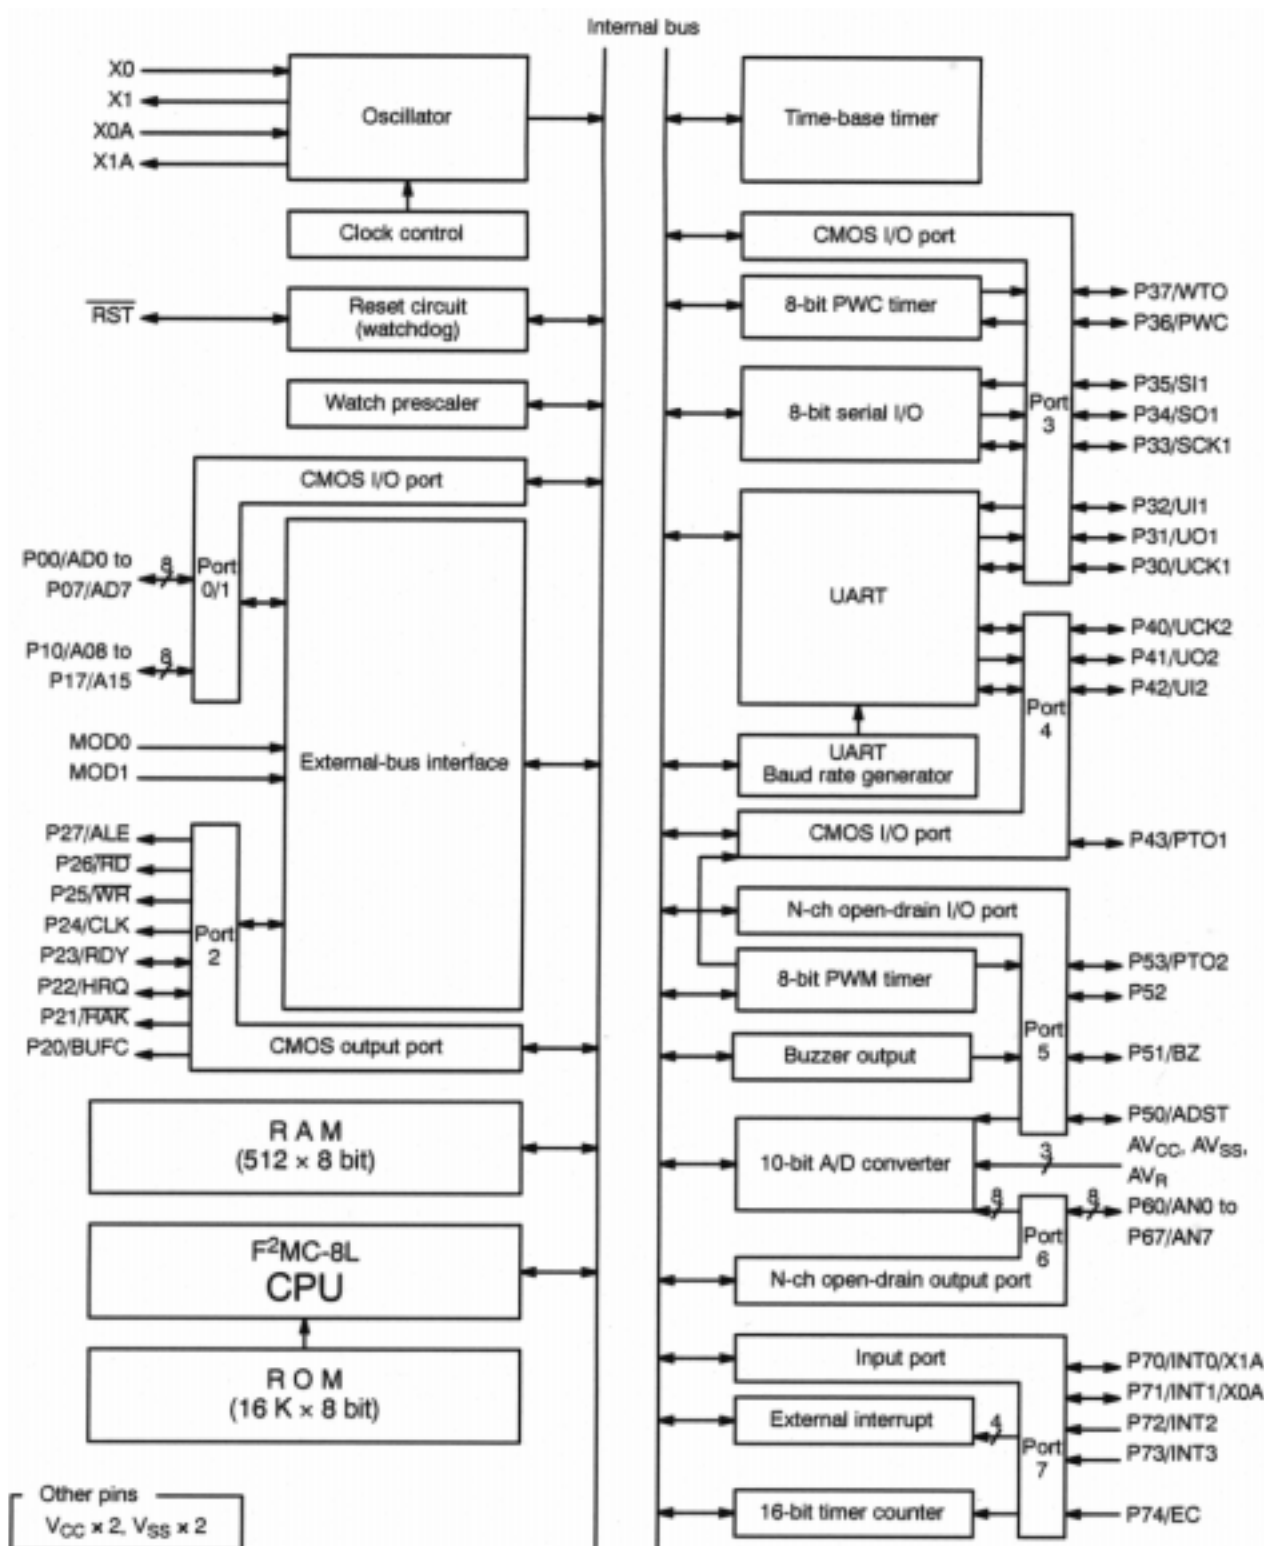 Internal bus
X0
X1
X0A
X1A
Oscillator
Clock control
RST
Reset circuit
(watchdog)
Watch prescaler
CMOS I/O port
P00/AD0 to
P07/AD7
8
Port
0/1
P10/A08 to
P17/A15
8
MOD0
MOD1
External-bus interface
P27/ALE
P26/RD
P25/WR
P24/CLK
P23/RDY
P22/HRQ
P21/HAK
P20/BUFC
Port
2
CMOS output port
R A M
(512 × 8 bit)
F²MC-8L
CPU
R O M
(16 K × 8 bit)
Other pins
VCC × 2, VSS × 2
Time-base timer
CMOS I/O port
8-bit PWC timer
P37/WTO
P36/PWC
8-bit serial I/O
Port
3
P35/SI1
P34/SO1
P33/SCK1
P32/UI1
P31/UO1
P30/UCK1
UART
P40/UCK2
P41/UO2
P42/UI2
Port
4
UART
Baud rate generator
CMOS I/O port
P43/PTO1
N-ch open-drain I/O port
8-bit PWM timer
P53/PTO2
P52
Port
5
Buzzer output
P51/BZ
P50/ADST
10-bit A/D converter
3
AVCC, AVSS,
AVR
8
8
P60/AN0 to
P67/AN7
Port
6
N-ch open-drain output port
Input port
P70/INT0/X1A
P71/INT1/X0A
External interrupt
4
P72/INT2
P73/INT3
Port
7
16-bit timer counter
P74/EC